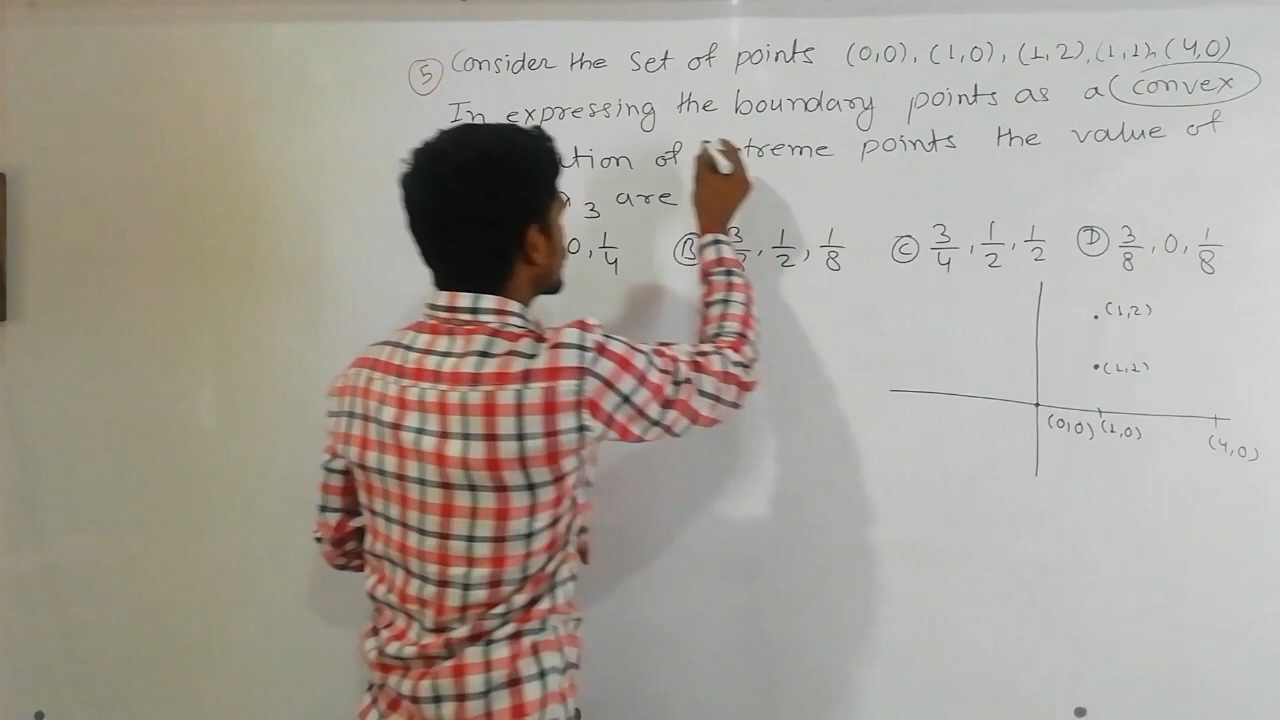 ⑤ Consider the set of points (0,0), (1,0), (1,2), (1,1), (4,0)
In expressing the boundary points as a convex
ation of treme points the value of
3 are
0, 1/4 Ⓑ 3/ , 1/2, 1/8 Ⓒ 3/4, 1/2, 1/2 Ⓓ 3/8, 0, 1/8
(1,2)
(1,2)
(0,0) (1,0)
(4,0)